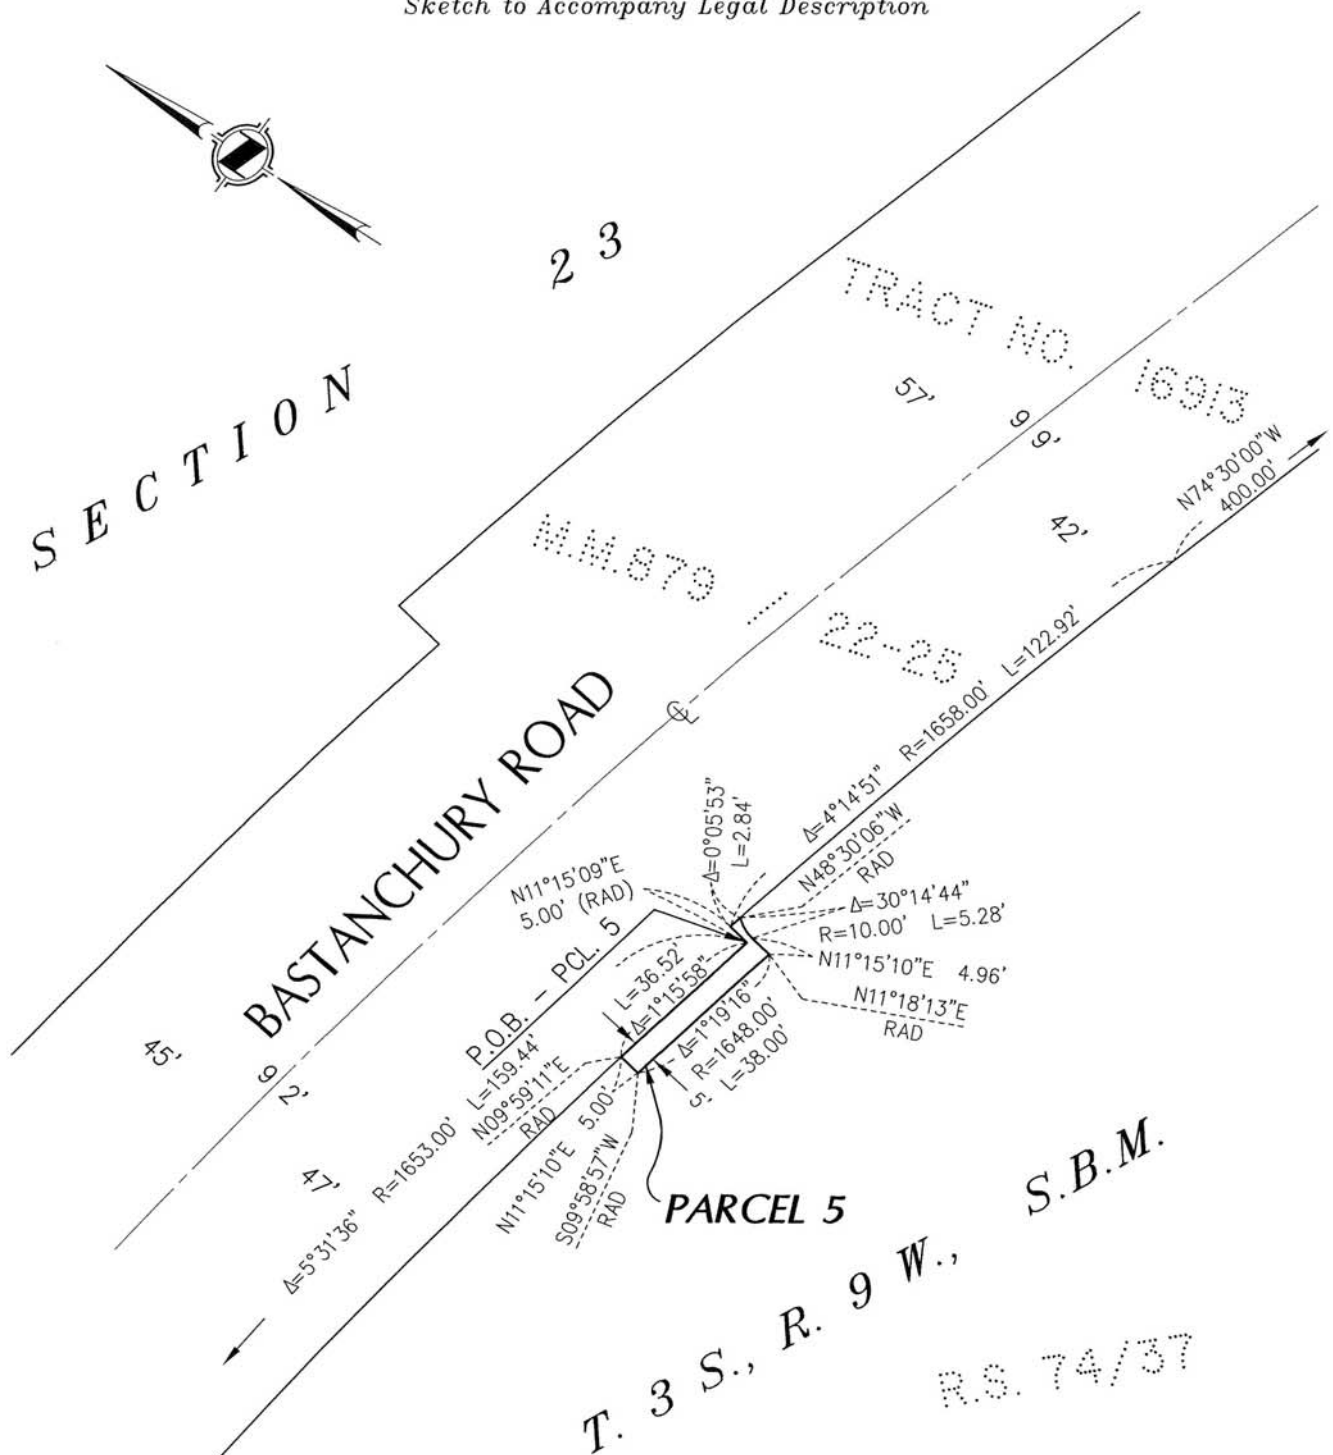 Sketch to Accompany Legal Description
23
SECTION
TRACT NO. 16913
57'
99'
N74°30'00"W
400.00'
42'
M.M. 879 / 22-25
BASTANCHURY ROAD
℄
Δ=4°14'51" R=1658.00' L=122.92'
Δ=0°05'53"
L=2.84'
N48°30'06"W
RAD
N11°15'09"E
5.00' (RAD)
Δ=30°14'44"
R=10.00' L=5.28'
N11°15'10"E 4.96'
N11°18'13"E
RAD
P.O.B. – PCL. 5
L=36.52'
Δ=1°15'58"
Δ=1°19'16"
R=1648.00'
L=38.00'
5'
45'
92'
47'
Δ=5°31'36" R=1653.00' L=159.44'
N09°59'11"E
RAD
N11°15'10"E 5.00'
S09°58'57"W
RAD
PARCEL 5
T. 3 S., R. 9 W., S.B.M.
R.S. 74/37